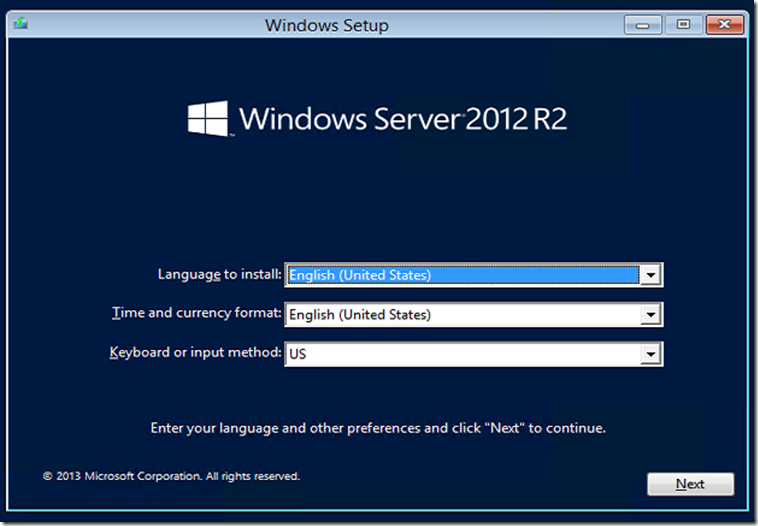 Windows Setup
Windows Server 2012 R2
Language to install: English (United States)
Time and currency format: English (United States)
Keyboard or input method: US
Enter your language and other preferences and click "Next" to continue.
© 2013 Microsoft Corporation. All rights reserved.
Next